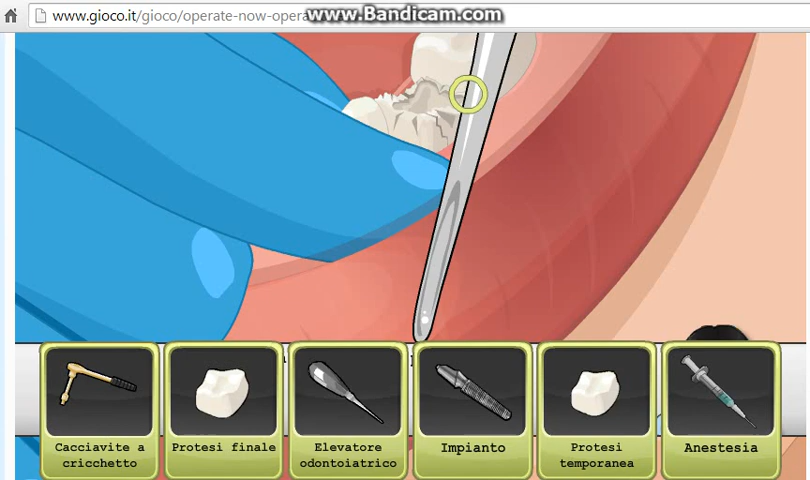 www.gioco.it/gioco/operate-now-opera
www.Bandicam.com
Cacciavite a
cricchetto
Protesi finale
Elevatore
odontoiatrico
Impianto
Protesi
temporanea
Anestesia